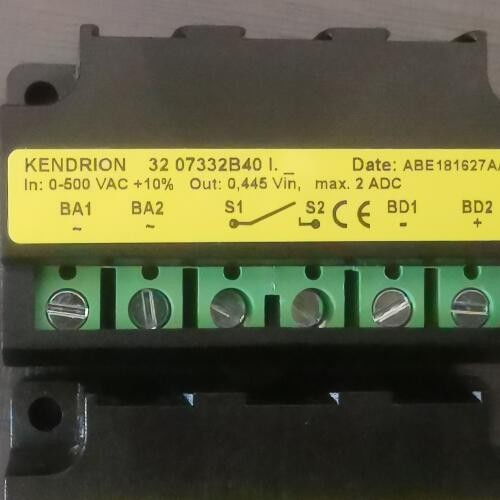 KENDRION 32 07332B40 I. _ Date: ABE181627A
In: 0-500 VAC +10% Out: 0,445 Vin, max. 2 ADC
BA1 BA2 S1 S2 CE BD1 BD2
~ ~ - +